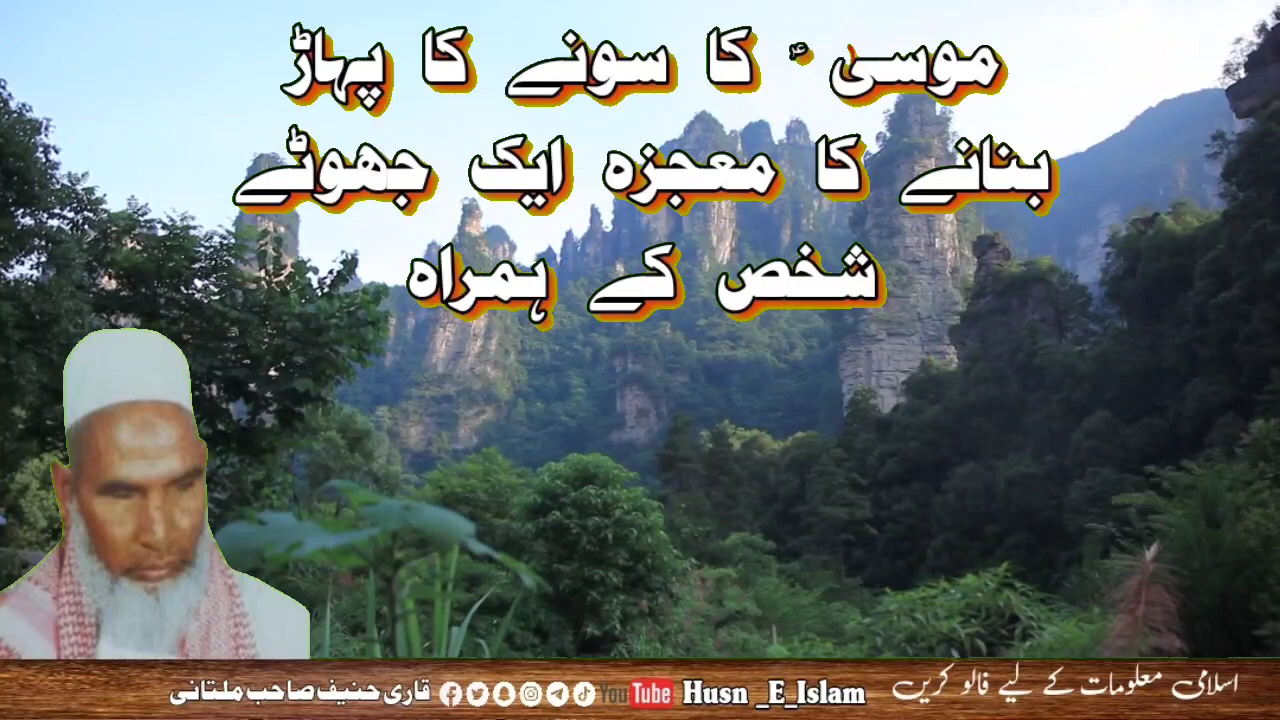 موسیٰ ؑ کا سونے کا پہاڑ
بنانے کا معجزہ ایک جھوٹے
شخص کے ہمراہ
اسلامی معلومات کے لیے فالو کریں Husn _E_Islam YouTube قاری حنیف صاحب ملتانی